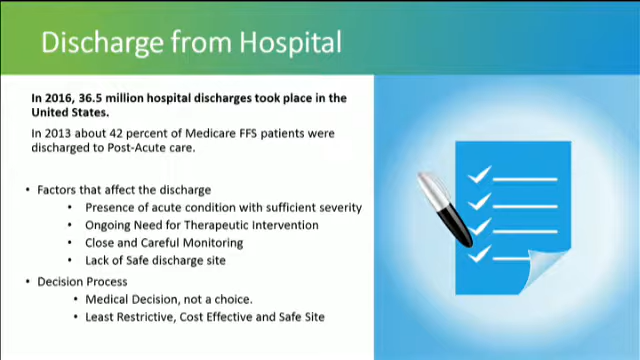 Discharge from Hospital
In 2016, 36.5 million hospital discharges took place in the
United States.
In 2013 about 42 percent of Medicare FFS patients were
discharged to Post-Acute care.
• Factors that affect the discharge
• Presence of acute condition with sufficient severity
• Ongoing Need for Therapeutic Intervention
• Close and Careful Monitoring
• Lack of Safe discharge site
• Decision Process
• Medical Decision, not a choice.
• Least Restrictive, Cost Effective and Safe Site